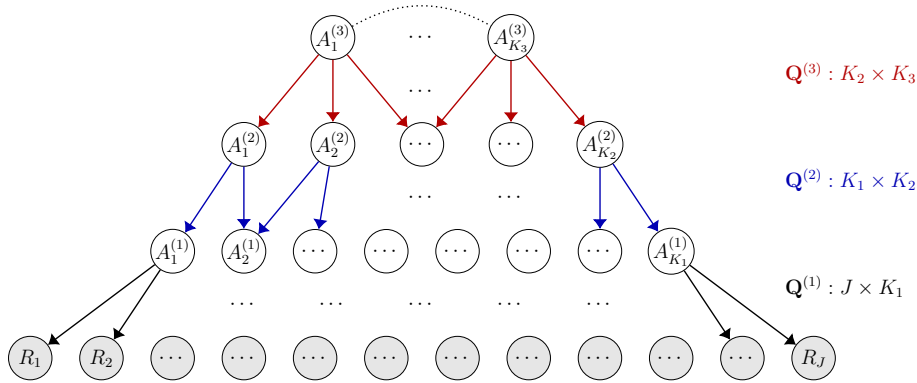 A_1^{(3)} ··· A_{K_3}^{(3)}
··· Q^{(3)} : K_2 × K_3
A_1^{(2)} A_2^{(2)} ··· ··· A_{K_2}^{(2)}
··· ··· Q^{(2)} : K_1 × K_2
A_1^{(1)} A_2^{(1)} ··· ··· ··· ··· ··· A_{K_1}^{(1)}
··· ··· ··· ··· ··· Q^{(1)} : J × K_1
R_1 R_2 ··· ··· ··· ··· ··· ··· ··· ··· ··· R_J